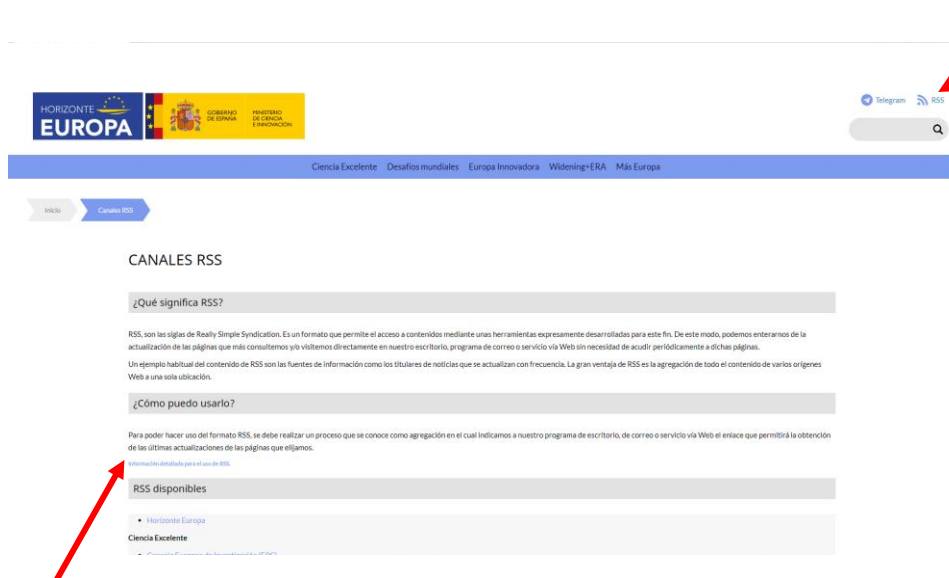 HORIZONTE
EUROPA
GOBIERNO
DE ESPAÑA
MINISTERIO
DE CIENCIA
E INNOVACIÓN
Telegram RSS
Ciencia Excelente Desafíos mundiales Europa Innovadora Widening+ERA Más Europa
Inicio Canales RSS
CANALES RSS
¿Qué significa RSS?
RSS, son las siglas de Really Simple Syndication. Es un formato que permite el acceso a contenidos mediante unas herramientas expresamente desarrolladas para este fin. De este modo, podemos enterarnos de la
actualización de las páginas que más consultemos y/o visitemos directamente en nuestro escritorio, programa de correo o servicio vía Web sin necesidad de acudir periódicamente a dichas páginas.
Un ejemplo habitual del contenido de RSS son las fuentes de información como los titulares de noticias que se actualizan con frecuencia. La gran ventaja de RSS es la agregación de todo el contenido de varios orígenes
Web a una sola ubicación.
¿Cómo puedo usarlo?
Para poder hacer uso del formato RSS, se debe realizar un proceso que se conoce como agregación en el cual indicamos a nuestro programa de escritorio, de correo o servicio vía Web el enlace que permitirá la obtención
de las últimas actualizaciones de las páginas que elijamos.
Información detallada para el uso de RSS.
RSS disponibles
Horizonte Europa
Ciencia Excelente
Consejo Europeo de Investigación (ERC)